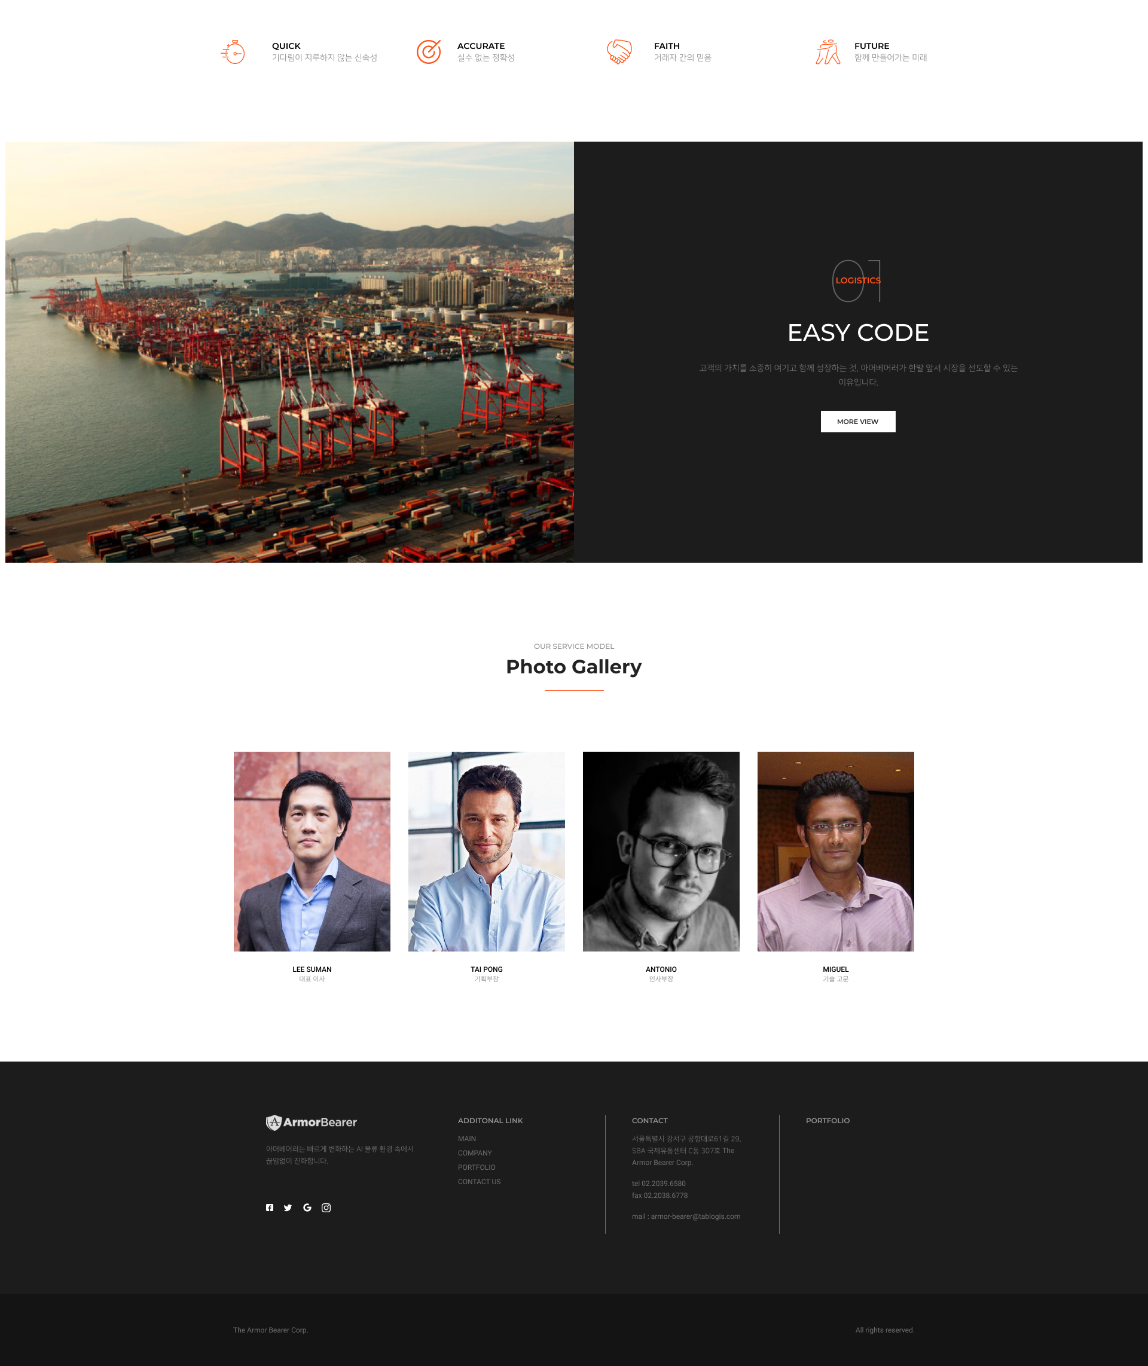 QUICK
기다림이 지루하지 않는 신속성
ACCURATE
실수 없는 정확성
FAITH
거래자 간의 믿음
FUTURE
함께 만들어가는 미래
01
LOGISTICS
EASY CODE
고객의 가치를 소중히 여기고 함께 성장하는 것, 아머베어러가 한발 앞서 시장을 선도할 수 있는
이유입니다.
MORE VIEW
OUR SERVICE MODEL
Photo Gallery
LEE SUMAN
대표 이사
TAI PONG
기획부장
ANTONIO
인사부장
MIGUEL
기술 고문
ArmorBearer
아머베어러는 빠르게 변화하는 AI 물류 환경 속에서
끊임없이 진화합니다.
ADDITONAL LINK
MAIN
COMPANY
PORTFOLIO
CONTACT US
CONTACT
서울특별시 강서구 공항대로61길 29,
SBA 국제유통센터 C동 307호 The
Armor Bearer Corp.
tel 02.2039.6580
fax 02.2038.6778
mail : armor-bearer@tablogis.com
PORTFOLIO
The Armor Bearer Corp.
All rights reserved.